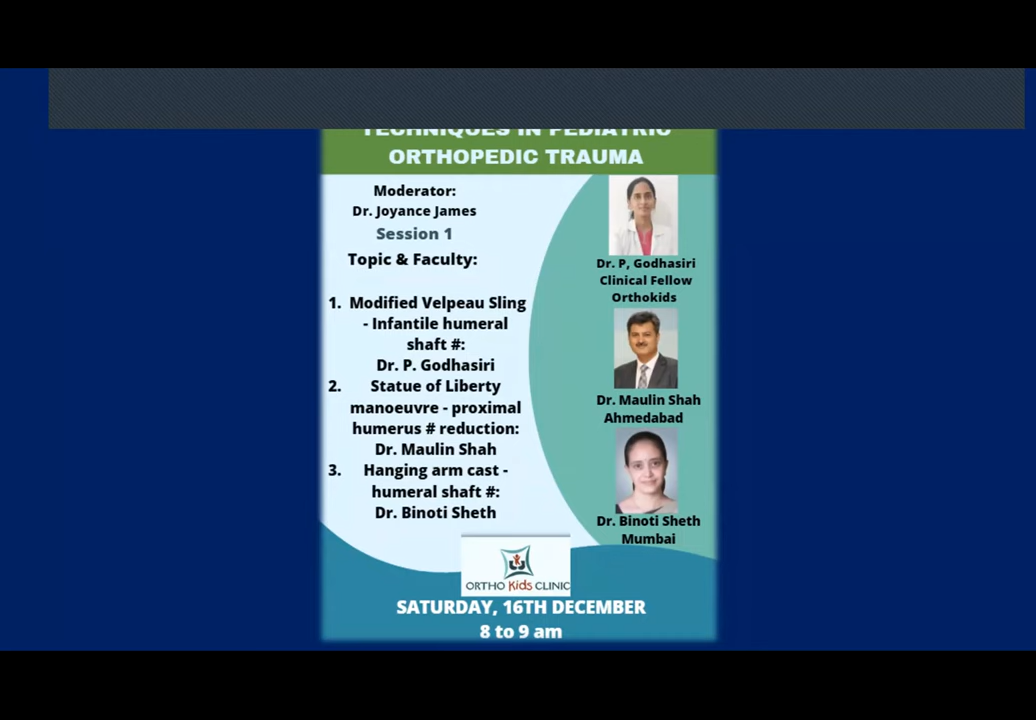 TECHNIQUES IN PEDIATRIC
ORTHOPEDIC TRAUMA
Moderator:
Dr. Joyance James
Session 1
Topic & Faculty:
1. Modified Velpeau Sling
- Infantile humeral
shaft #:
Dr. P. Godhasiri
2. Statue of Liberty
manoeuvre - proximal
humerus # reduction:
Dr. Maulin Shah
3. Hanging arm cast -
humeral shaft #:
Dr. Binoti Sheth
Dr. P, Godhasiri
Clinical Fellow
Orthokids
Dr. Maulin Shah
Ahmedabad
Dr. Binoti Sheth
Mumbai
ORTHO Kids CLINIC
SATURDAY, 16TH DECEMBER
8 to 9 am